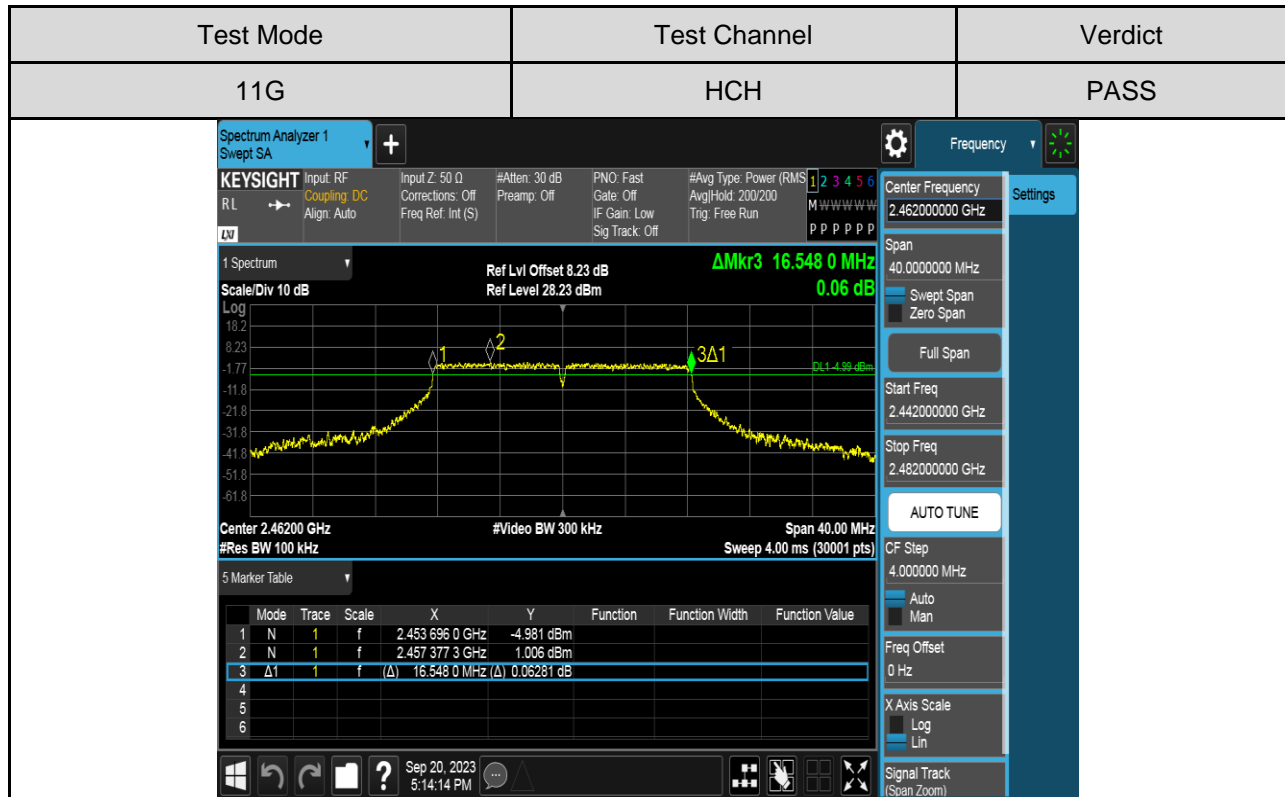 Test Mode Test Channel Verdict
11G HCH PASS
Spectrum Analyzer 1
Swept SA
+
Frequency
KEYSIGHT Input: RF Input Z: 50 Ω #Atten: 30 dB PNO: Fast #Avg Type: Power (RMS 1 2 3 4 5 6
RL Coupling: DC Corrections: Off Preamp: Off Gate: Off Avg|Hold: 200/200 M W W W W W
Align: Auto Freq Ref: Int (S) IF Gain: Low Trig: Free Run
LXI Sig Track: Off P P P P P P
1 Spectrum
Scale/Div 10 dB
Ref Lvl Offset 8.23 dB
Ref Level 28.23 dBm
ΔMkr3 16.548 0 MHz
0.06 dB
Log
18.2
8.23
-1.77
-11.8
-21.8
-31.8
-41.8
-51.8
-61.8
1
2
3Δ1
DL1 -4.99 dBm
Center 2.46200 GHz #Video BW 300 kHz Span 40.00 MHz
#Res BW 100 kHz Sweep 4.00 ms (30001 pts)
5 Marker Table
Mode Trace Scale X Y Function Function Width Function Value
1 N 1 f 2.453 696 0 GHz -4.981 dBm
2 N 1 f 2.457 377 3 GHz 1.006 dBm
3 Δ1 1 f (Δ) 16.548 0 MHz (Δ) 0.06281 dB
4
5
6
?
Sep 20, 2023
5:14:14 PM
Center Frequency
2.462000000 GHz
Settings
Span
40.0000000 MHz
Swept Span
Zero Span
Full Span
Start Freq
2.442000000 GHz
Stop Freq
2.482000000 GHz
AUTO TUNE
CF Step
4.000000 MHz
Auto
Man
Freq Offset
0 Hz
X Axis Scale
Log
Lin
Signal Track
(Span Zoom)